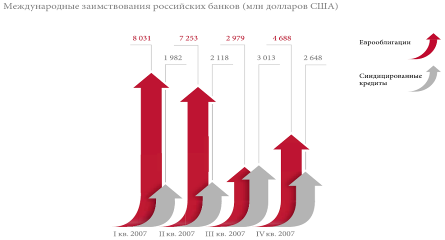 Международные заимствования российских банков (млн долларов США)
8 031
7 253
2 979
4 688
1 982
2 118
3 013
2 648
Еврооблигации
Синдицированные
кредиты
I кв. 2007
II кв. 2007
III кв. 2007
IV кв. 2007